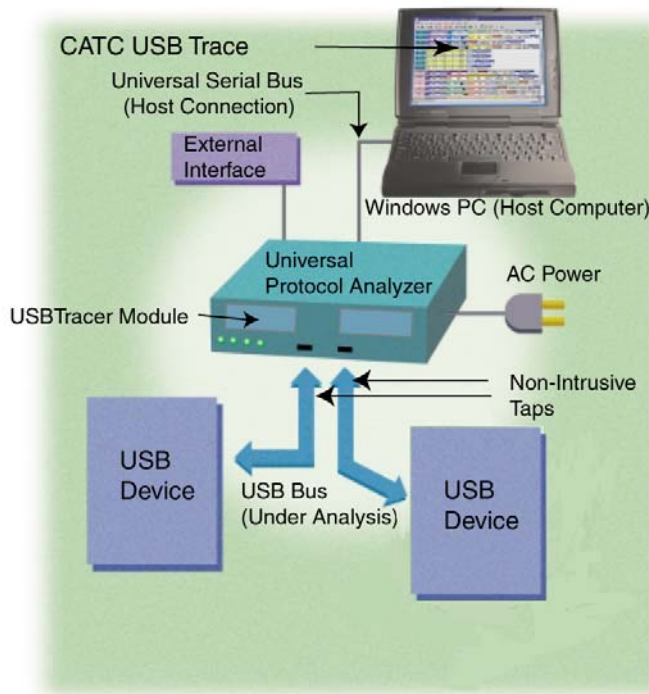 CATC USB Trace
Universal Serial Bus
(Host Connection)
External
Interface
Windows PC (Host Computer)
Universal
Protocol Analyzer
AC Power
USBTracer Module
Non-Intrusive
Taps
USB
Device
USB Bus
(Under Analysis)
USB
Device